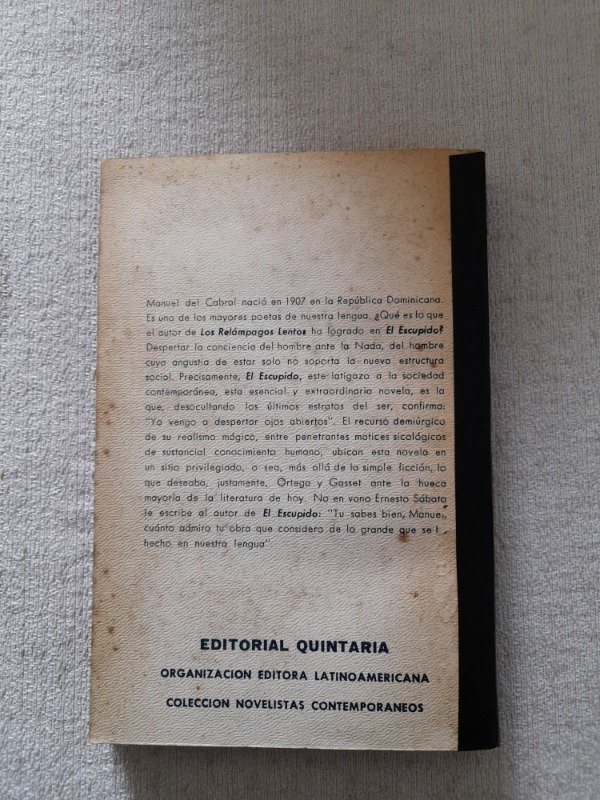 Manuel del Cabral nació en 1907 en la República Dominicana.
Es uno de los mayores poetas de nuestra lengua. ¿Qué es lo que
el autor de Los Relámpagos Lentos ha logrado en El Escupido?
Despertar la conciencia del hombre ante la Nada, del hombre
cuya angustia de estar solo no soporta la nueva estructura
social. Precisamente, El Escupido, este latigazo a la sociedad
contemporánea, esta esencial y extraordinaria novela, es la
que, desocultando los últimos estratos del ser, confirma:
"Yo vengo a despertar ojos abiertos". El recurso demiúrgico
de su realismo mágico, entre penetrantes matices sicológicos
de sustancial conocimiento humano, ubican esta novela en
un sitio privilegiado, o sea, más allá de la simple ficción, lo
que deseaba, justamente, Ortega y Gasset ante la hueca
mayoría de la literatura de hoy. No en vano Ernesto Sábato
le escribe al autor de El Escupido: "Tu sabes bien, Manuel,
cuánto admiro tu obra que considero de lo grande que se
hecho en nuestra lengua".
EDITORIAL QUINTARIA
ORGANIZACION EDITORA LATINOAMERICANA
COLECCION NOVELISTAS CONTEMPORANEOS